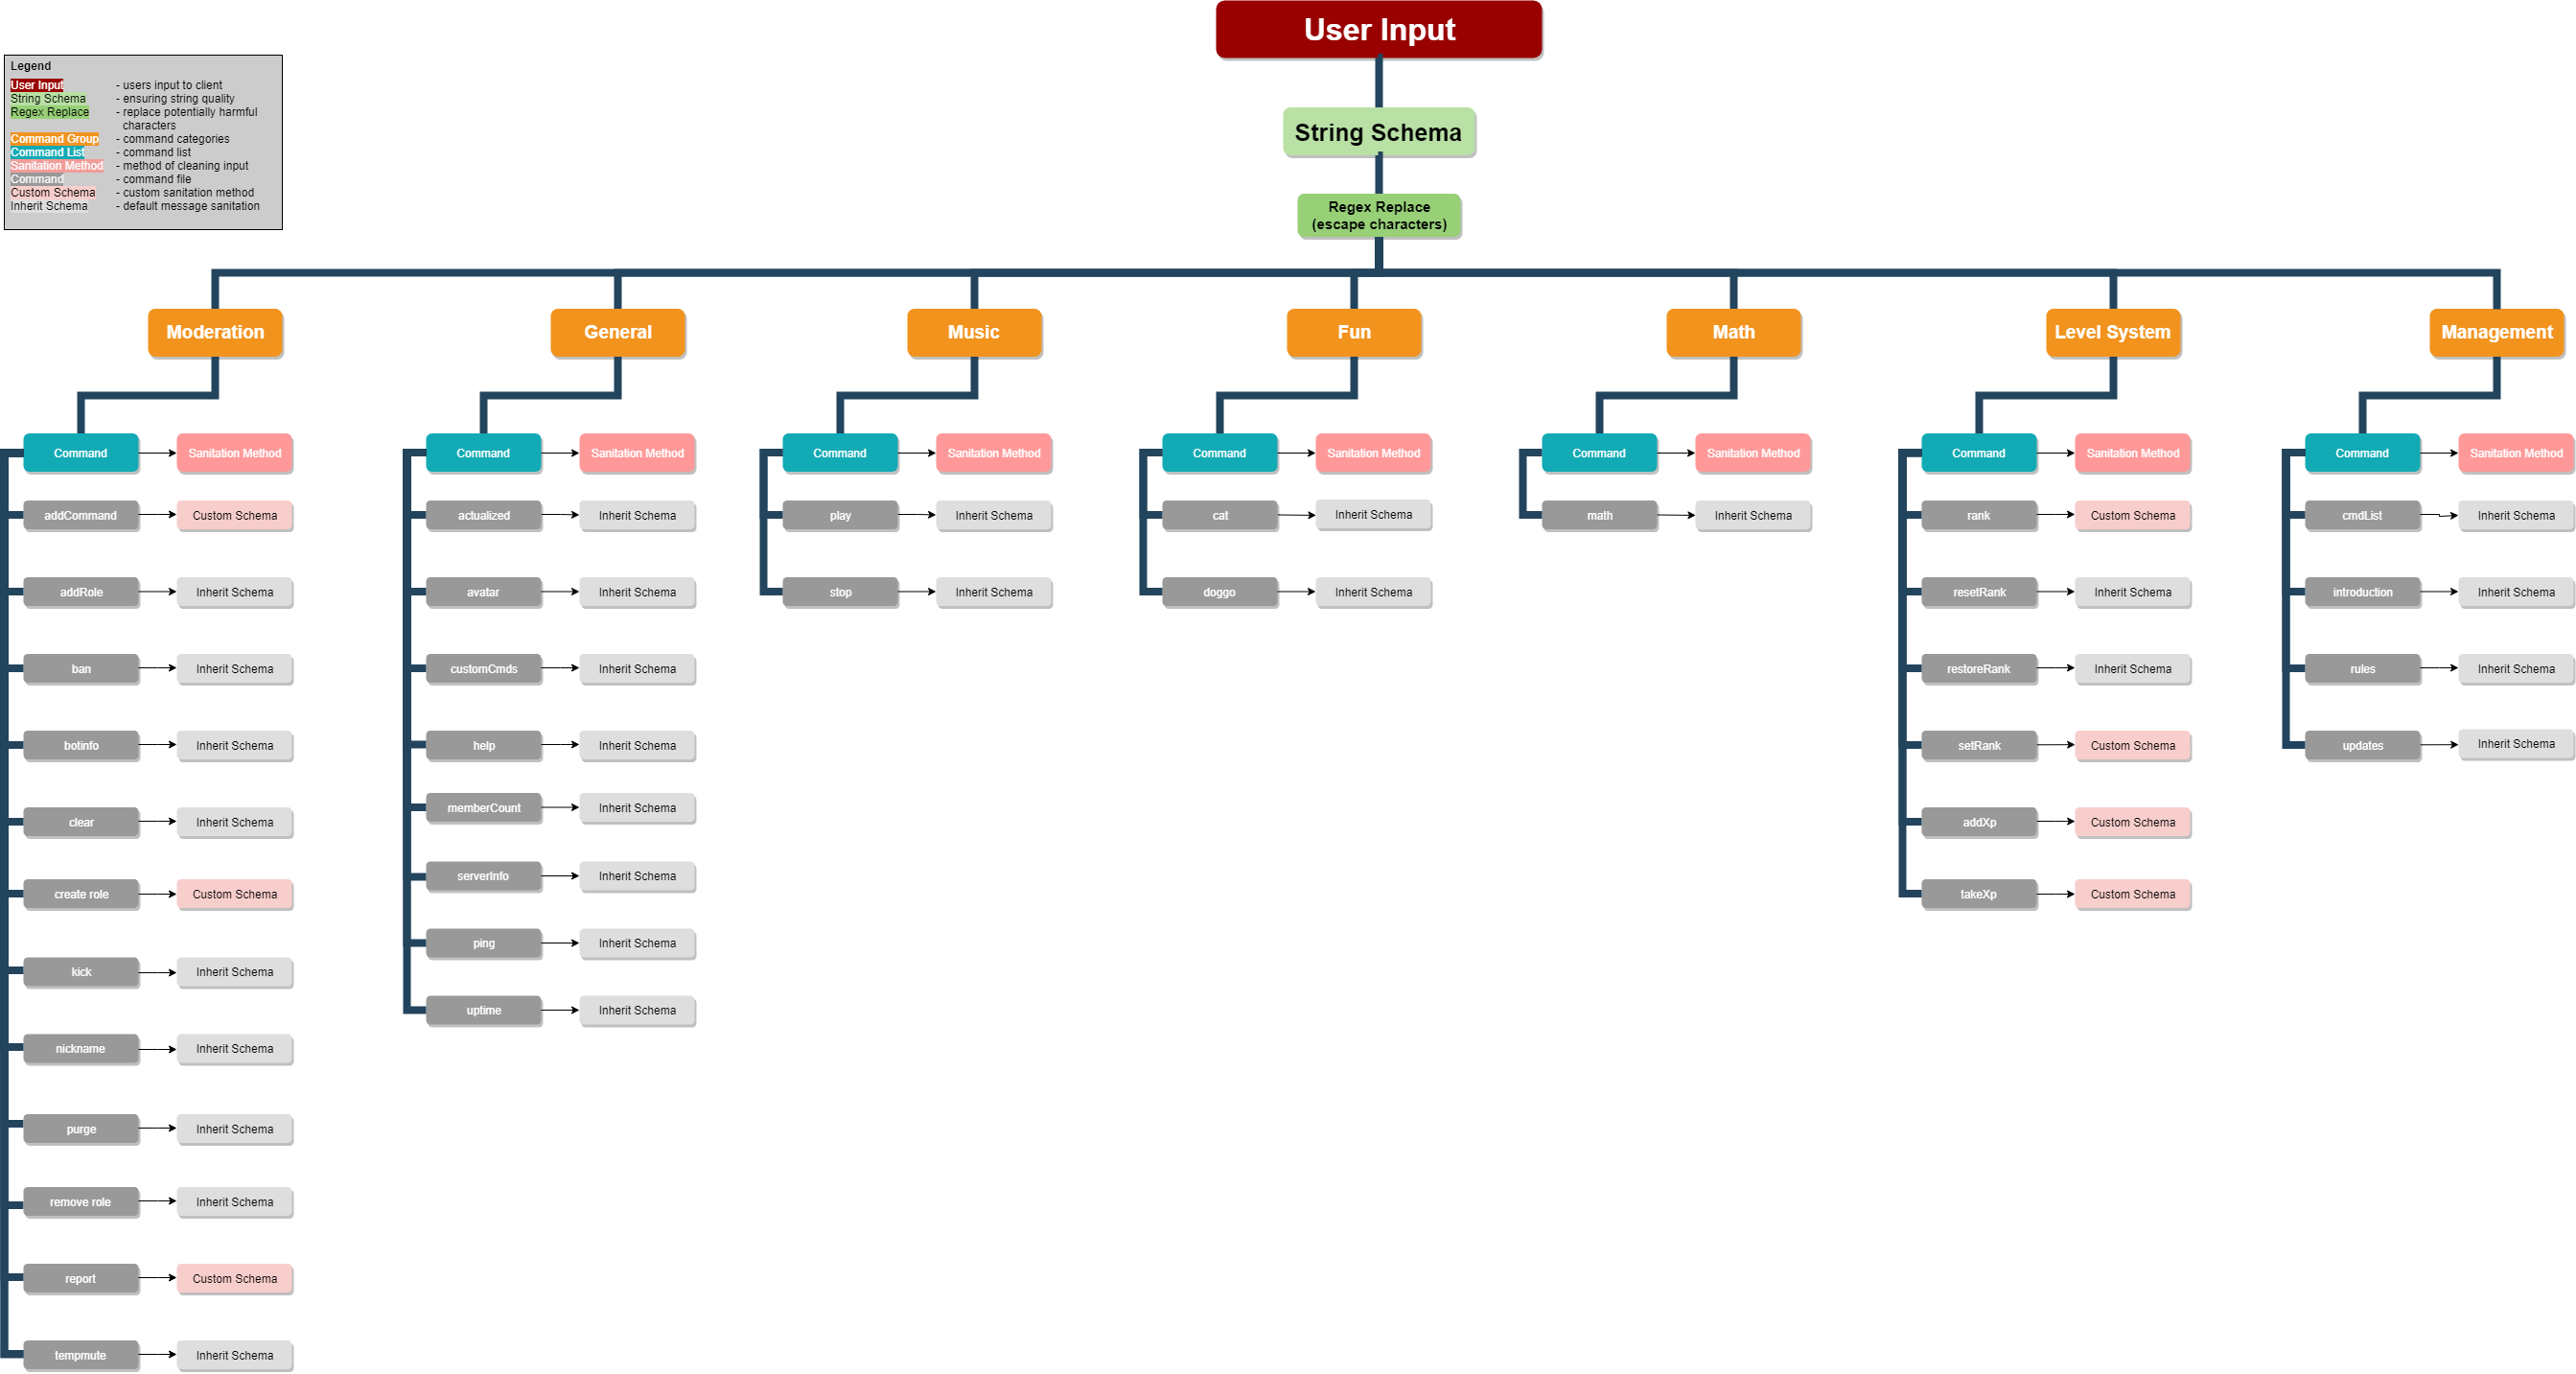 User Input
Legend
User Input - users input to client
String Schema - ensuring string quality
Regex Replace - replace potentially harmful
characters
Command Group - command categories
Command List - command list
Sanitation Method - method of cleaning input
Command - command file
Custom Schema - custom sanitation method
Inherit Schema - default message sanitation
String Schema
Regex Replace
(escape characters)
Moderation
Command
Sanitation Method
addCommand
Custom Schema
addRole
Inherit Schema
ban
Inherit Schema
botinfo
Inherit Schema
clear
Inherit Schema
create role
Custom Schema
kick
Inherit Schema
nickname
Inherit Schema
purge
Inherit Schema
remove role
Inherit Schema
report
Custom Schema
tempmute
Inherit Schema
General
Command
Sanitation Method
actualized
Inherit Schema
avatar
Inherit Schema
customCmds
Inherit Schema
help
Inherit Schema
memberCount
Inherit Schema
serverInfo
Inherit Schema
ping
Inherit Schema
uptime
Inherit Schema
Music
Command
Sanitation Method
play
Inherit Schema
stop
Inherit Schema
Fun
Command
Sanitation Method
cat
Inherit Schema
doggo
Inherit Schema
Math
Command
Sanitation Method
math
Inherit Schema
Level System
Command
Sanitation Method
rank
Custom Schema
resetRank
Inherit Schema
restoreRank
Inherit Schema
setRank
Custom Schema
addXp
Custom Schema
takeXp
Custom Schema
Management
Command
Sanitation Method
cmdList
Inherit Schema
introduction
Inherit Schema
rules
Inherit Schema
updates
Inherit Schema